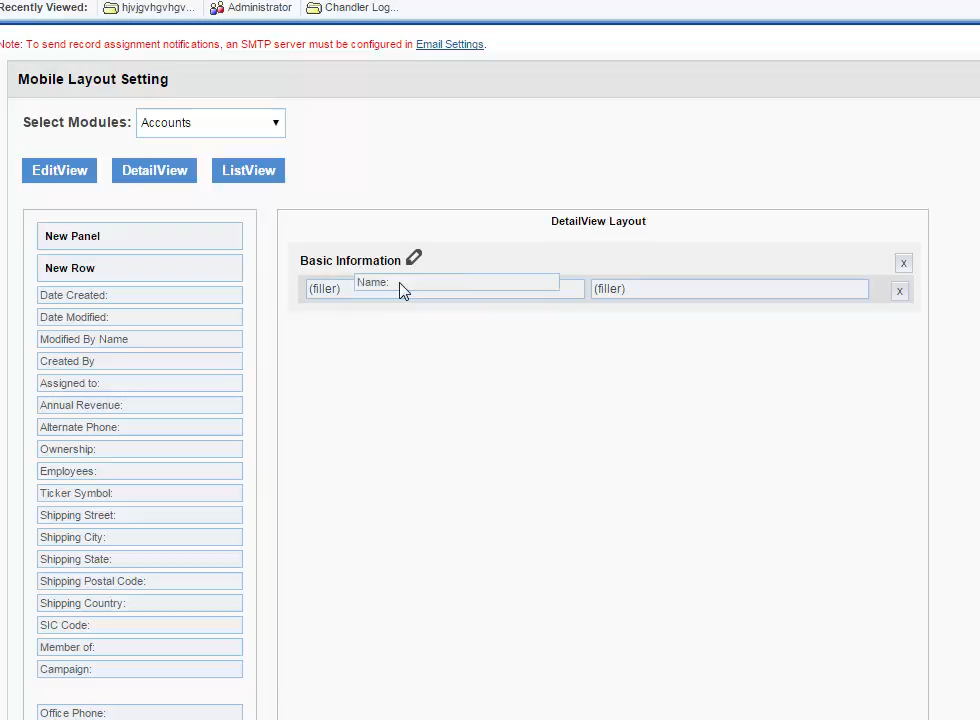 Recently Viewed: hjvjgvhgvhgv... Administrator Chandler Log...
Note: To send record assignment notifications, an SMTP server must be configured in Email Settings.
Mobile Layout Setting
Select Modules: Accounts
EditView DetailView ListView
DetailView Layout
New Panel
Basic Information x
New Row
Name:
(filler) (filler) x
Date Created:
Date Modified:
Modified By Name
Created By
Assigned to:
Annual Revenue:
Alternate Phone:
Ownership:
Employees:
Ticker Symbol:
Shipping Street:
Shipping City:
Shipping State:
Shipping Postal Code:
Shipping Country:
SIC Code:
Member of:
Campaign:
Office Phone: